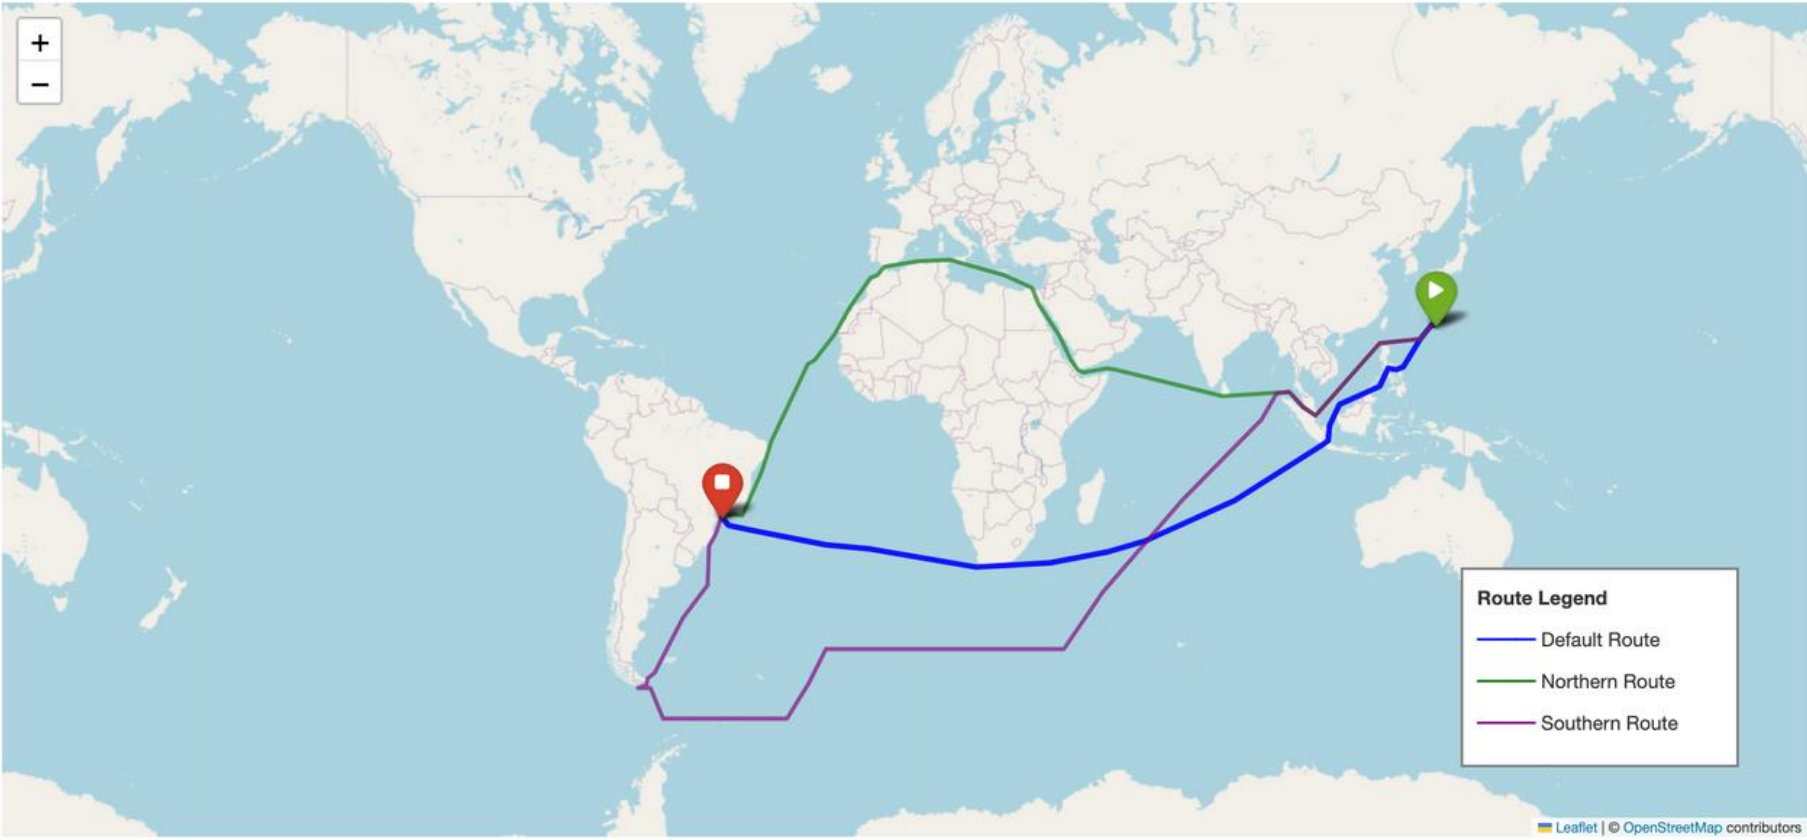 +
−
Route Legend
Default Route
Northern Route
Southern Route
Leaflet | © OpenStreetMap contributors